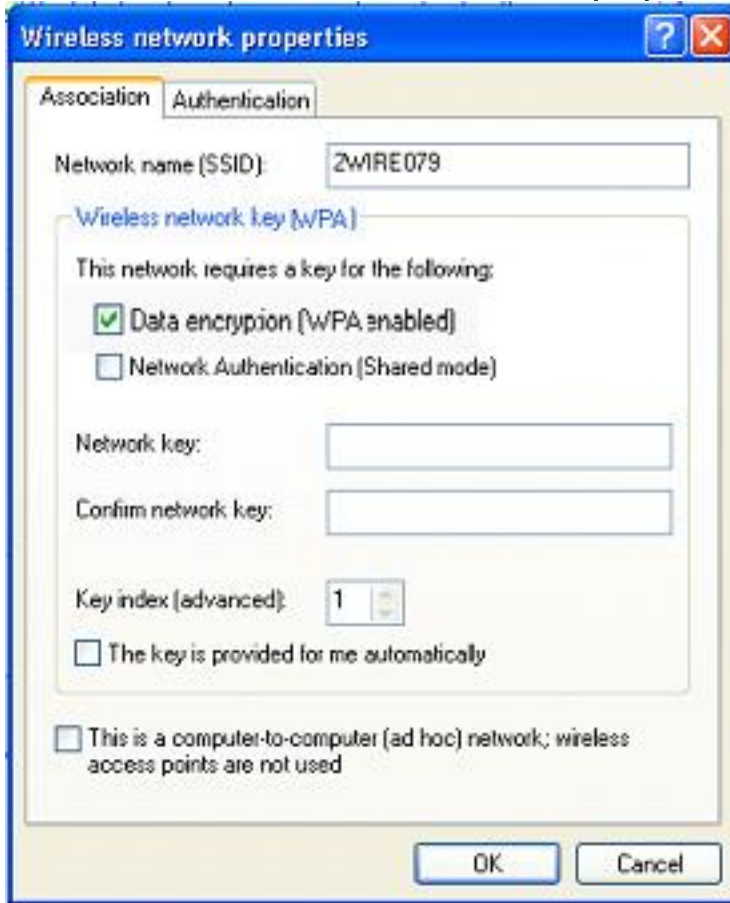 Wireless network properties
Association
Authentication
Network name (SSID):
2WIRE079
Wireless network key (WPA)
This network requires a key for the following:
Data encryption (WPA enabled)
Network Authentication (Shared mode)
Network key:
Confirm network key:
Key index (advanced):
1
The key is provided for me automatically
This is a computer-to-computer (ad hoc) network; wireless
access points are not used
OK
Cancel